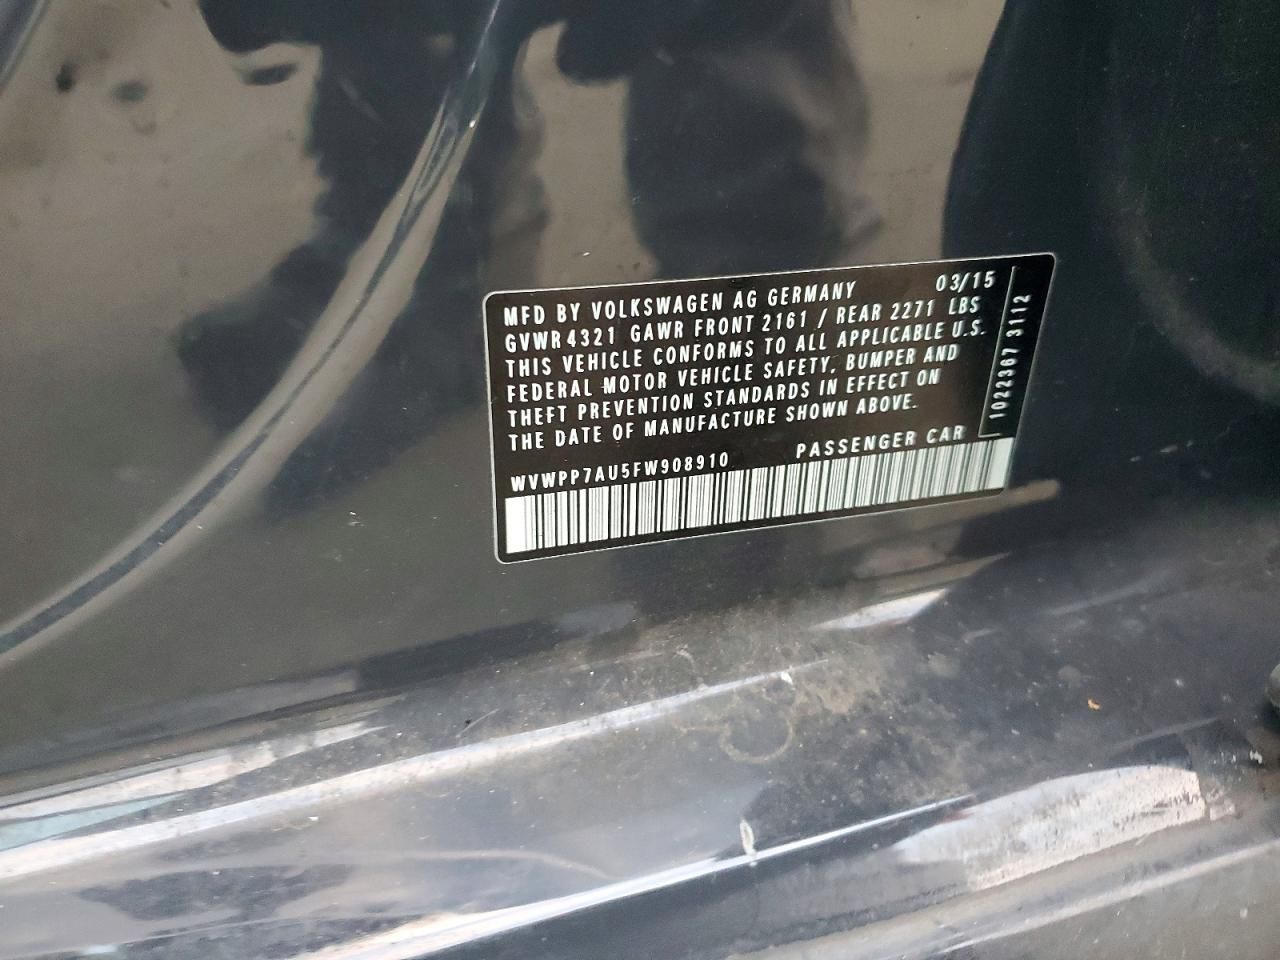 MFD BY VOLKSWAGEN AG GERMANY 03/15
GVWR 4321 GAWR FRONT 2161 / REAR 2271 LBS
THIS VEHICLE CONFORMS TO ALL APPLICABLE U.S.
FEDERAL MOTOR VEHICLE SAFETY, BUMPER AND
THEFT PREVENTION STANDARDS IN EFFECT ON
THE DATE OF MANUFACTURE SHOWN ABOVE.
WVWPP7AU5FW908910 PASSENGER CAR
1022367 3112